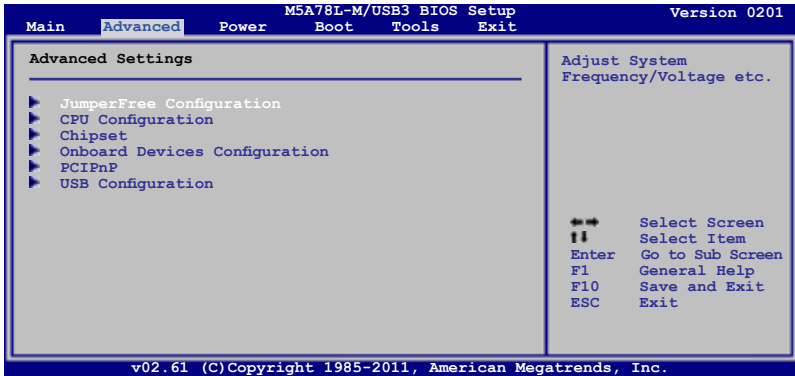 M5A78L-M/USB3 BIOS Setup Version 0201
Main Advanced Power Boot Tools Exit
Advanced Settings
JumperFree Configuration
CPU Configuration
Chipset
Onboard Devices Configuration
PCIPnP
USB Configuration
Adjust System
Frequency/Voltage etc.
Select Screen
Select Item
Enter Go to Sub Screen
F1 General Help
F10 Save and Exit
ESC Exit
v02.61 (C)Copyright 1985-2011, American Megatrends, Inc.